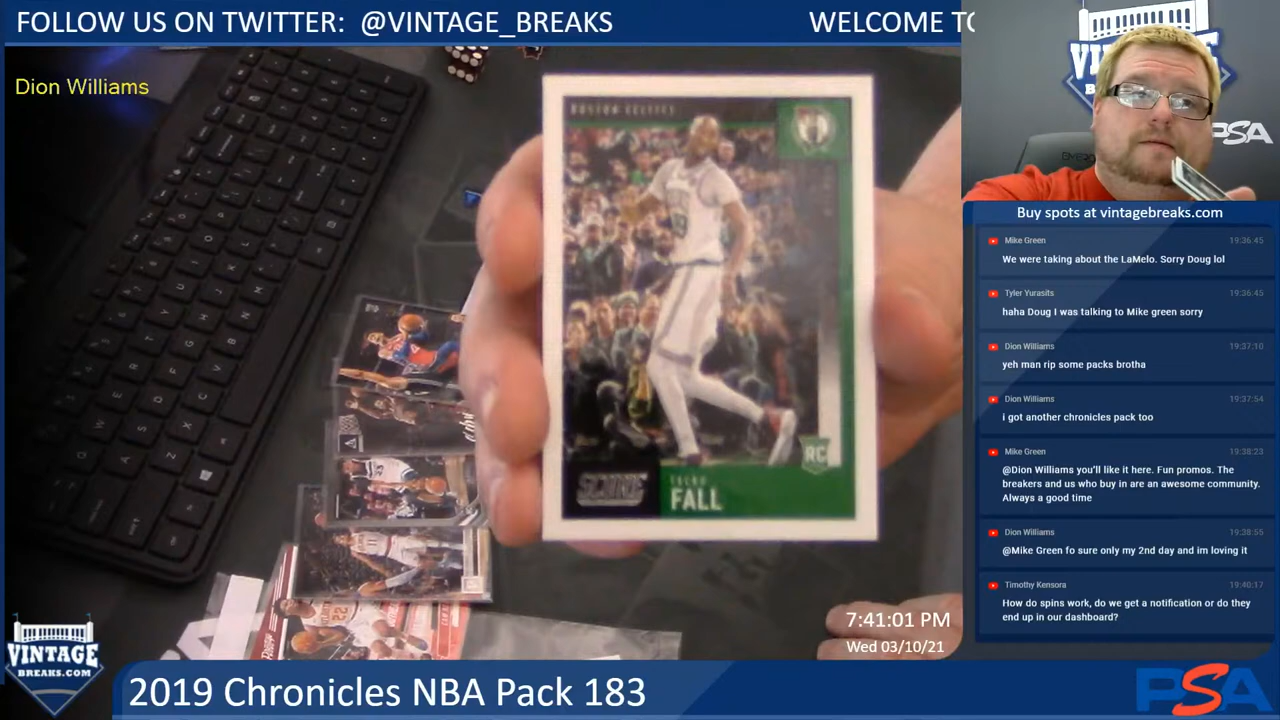 FOLLOW US ON TWITTER: @VINTAGE_BREAKS
WELCOME TO
Dion Williams
BOSTON CELTICS
RC
SCORE
TACKO
FALL
PSA
Buy spots at vintagebreaks.com
Mike Green 19:36:45
We were taking about the LaMelo. Sorry Doug lol
Tyler Yurasits 19:36:45
haha Doug I was talking to Mike green sorry
Dion Williams 19:37:10
yeh man rip some packs brotha
Dion Williams 19:37:54
i got another chronicles pack too
Mike Green 19:38:23
@Dion Williams you'll like it here. Fun promos. The
breakers and us who buy in are an awesome community.
Always a good time
Dion Williams 19:38:55
@Mike Green fo sure only my 2nd day and im loving it
Timothy Kensora 19:40:17
How do spins work, do we get a notification or do they
end up in our dashboard?
7:41:01 PM
Wed 03/10/21
VINTAGE
BREAKS.COM
2019 Chronicles NBA Pack 183
PSA